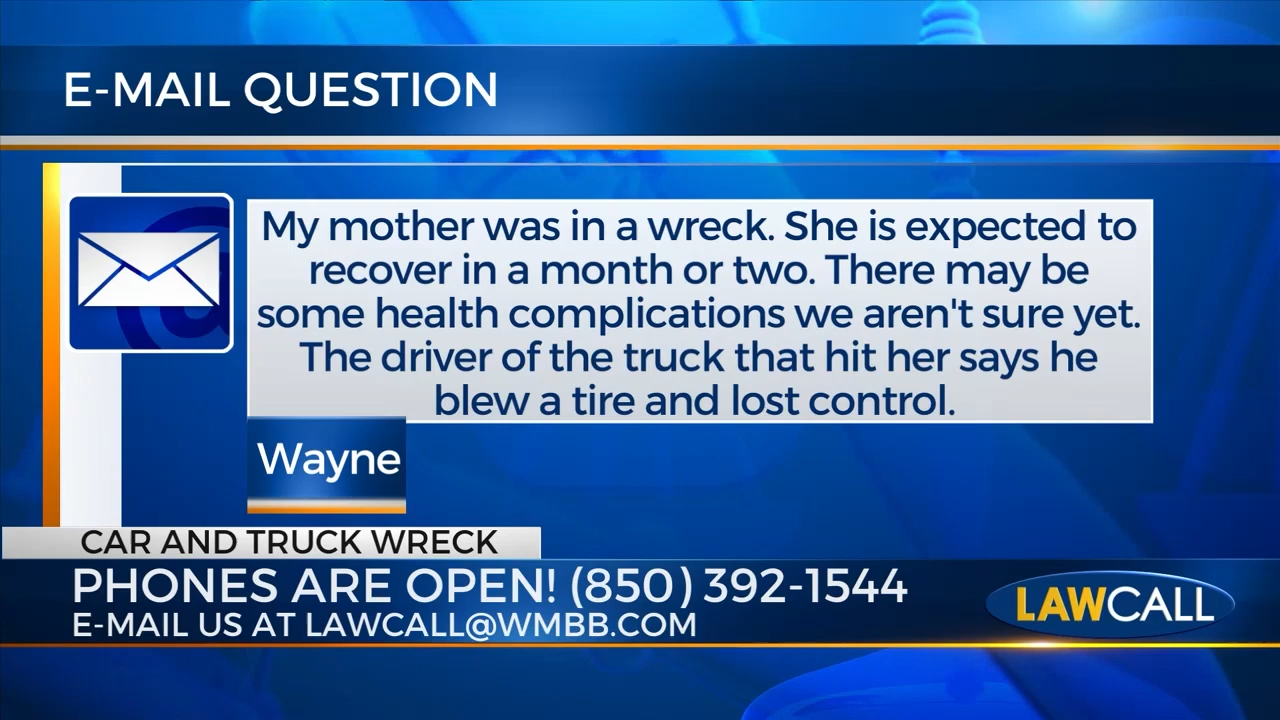 E-MAIL QUESTION
My mother was in a wreck. She is expected to
recover in a month or two. There may be
some health complications we aren't sure yet.
The driver of the truck that hit her says he
blew a tire and lost control.
Wayne
CAR AND TRUCK WRECK
PHONES ARE OPEN! (850) 392-1544
E-MAIL US AT LAWCALL@WMBB.COM
LAWCALL